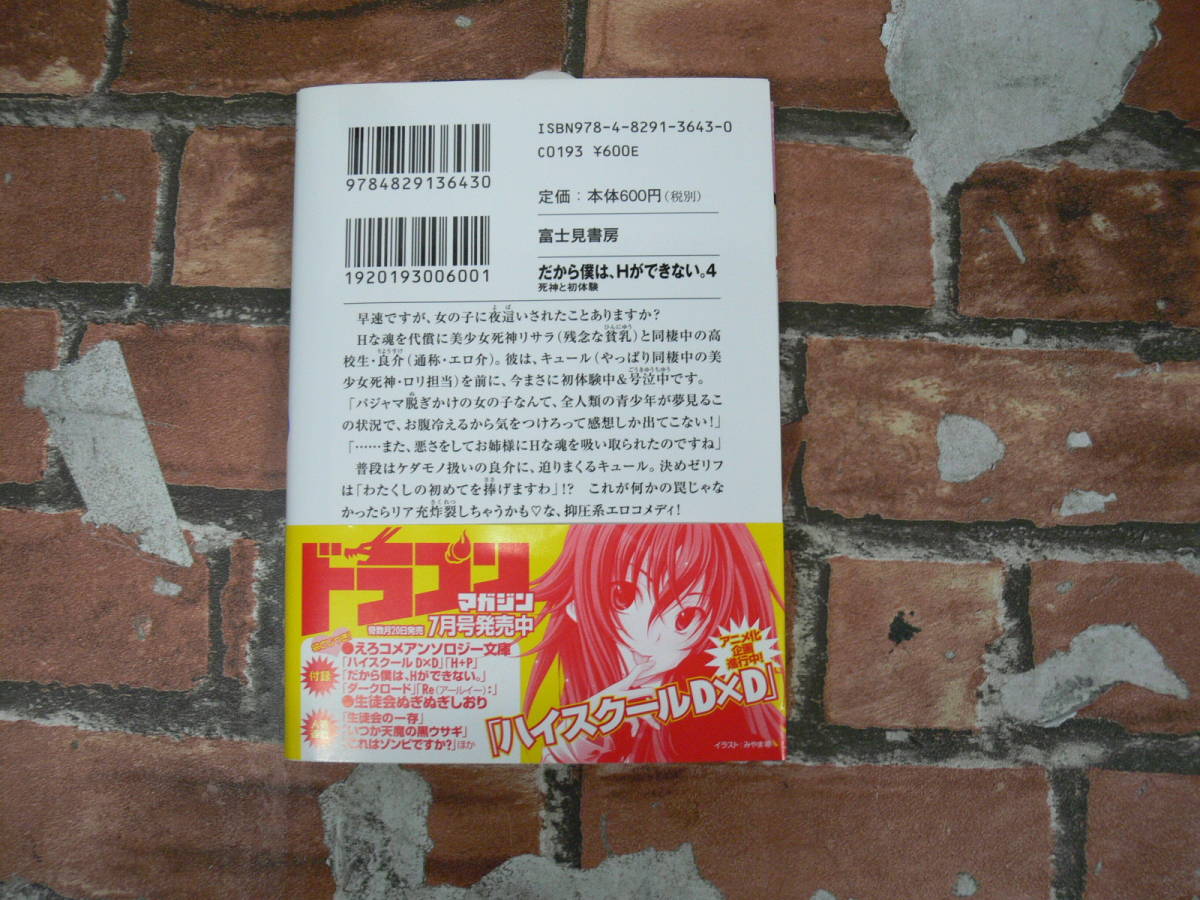 ISBN978-4-8291-3643-0
C0193 ¥600E
9784829136430
定価：本体600円（税別）
1920193006001
富士見書房
だから僕は、Hができない。4
死神と初体験
早速ですが、女の子に夜這いされたことありますか？
Hな魂を代償に美少女死神リサラ（残念な貧乳）と同棲中の高
校生・良介（通称・エロ介）。彼は、キュール（やっぱり同棲中の美
少女死神・ロリ担当）を前に、今まさに初体験中＆号泣中です。
「パジャマ脱ぎかけの女の子なんて、全人類の青少年が夢見るこ
の状況で、お腹冷えるから気をつけろって感想しか出てこない！」
「……また、悪さをしてお姉様にHな魂を吸い取られたのですね」
普段はケダモノ扱いの良介に、迫りまくるキュール。決めゼリフ
は「わたくしの初めてを捧げますわ」!?　これが何かの罠じゃな
かったらリア充炸裂しちゃうかも♡な、抑圧系エロコメディ！
ドラゴン
マガジン
7月号発売中
付録
●えろコメアンソロジー文庫
「ハイスクールD×D」「H+P」
「だから僕は、Hができない。」
「ダークロード」「Re（アールイー）：」
●生徒会ぬぎぬぎしおり
「生徒会の一存」
「いつか天魔の黒ウサギ」
「これはゾンビですか？」ほか
アニメ化
企画
進行中！
「ハイスクールD×D」
イラスト：みやま零